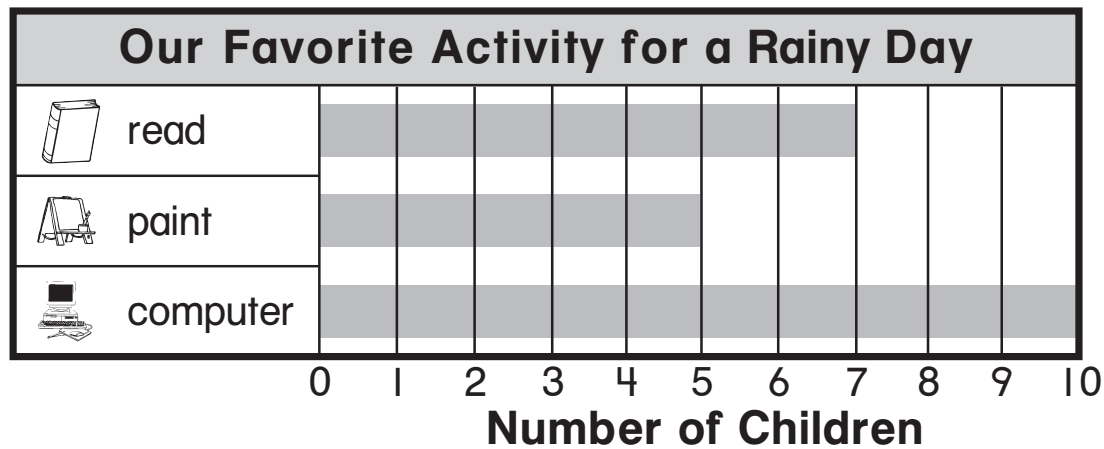 Our Favorite Activity for a Rainy Day
read
paint
computer
0 1 2 3 4 5 6 7 8 9 10
Number of Children